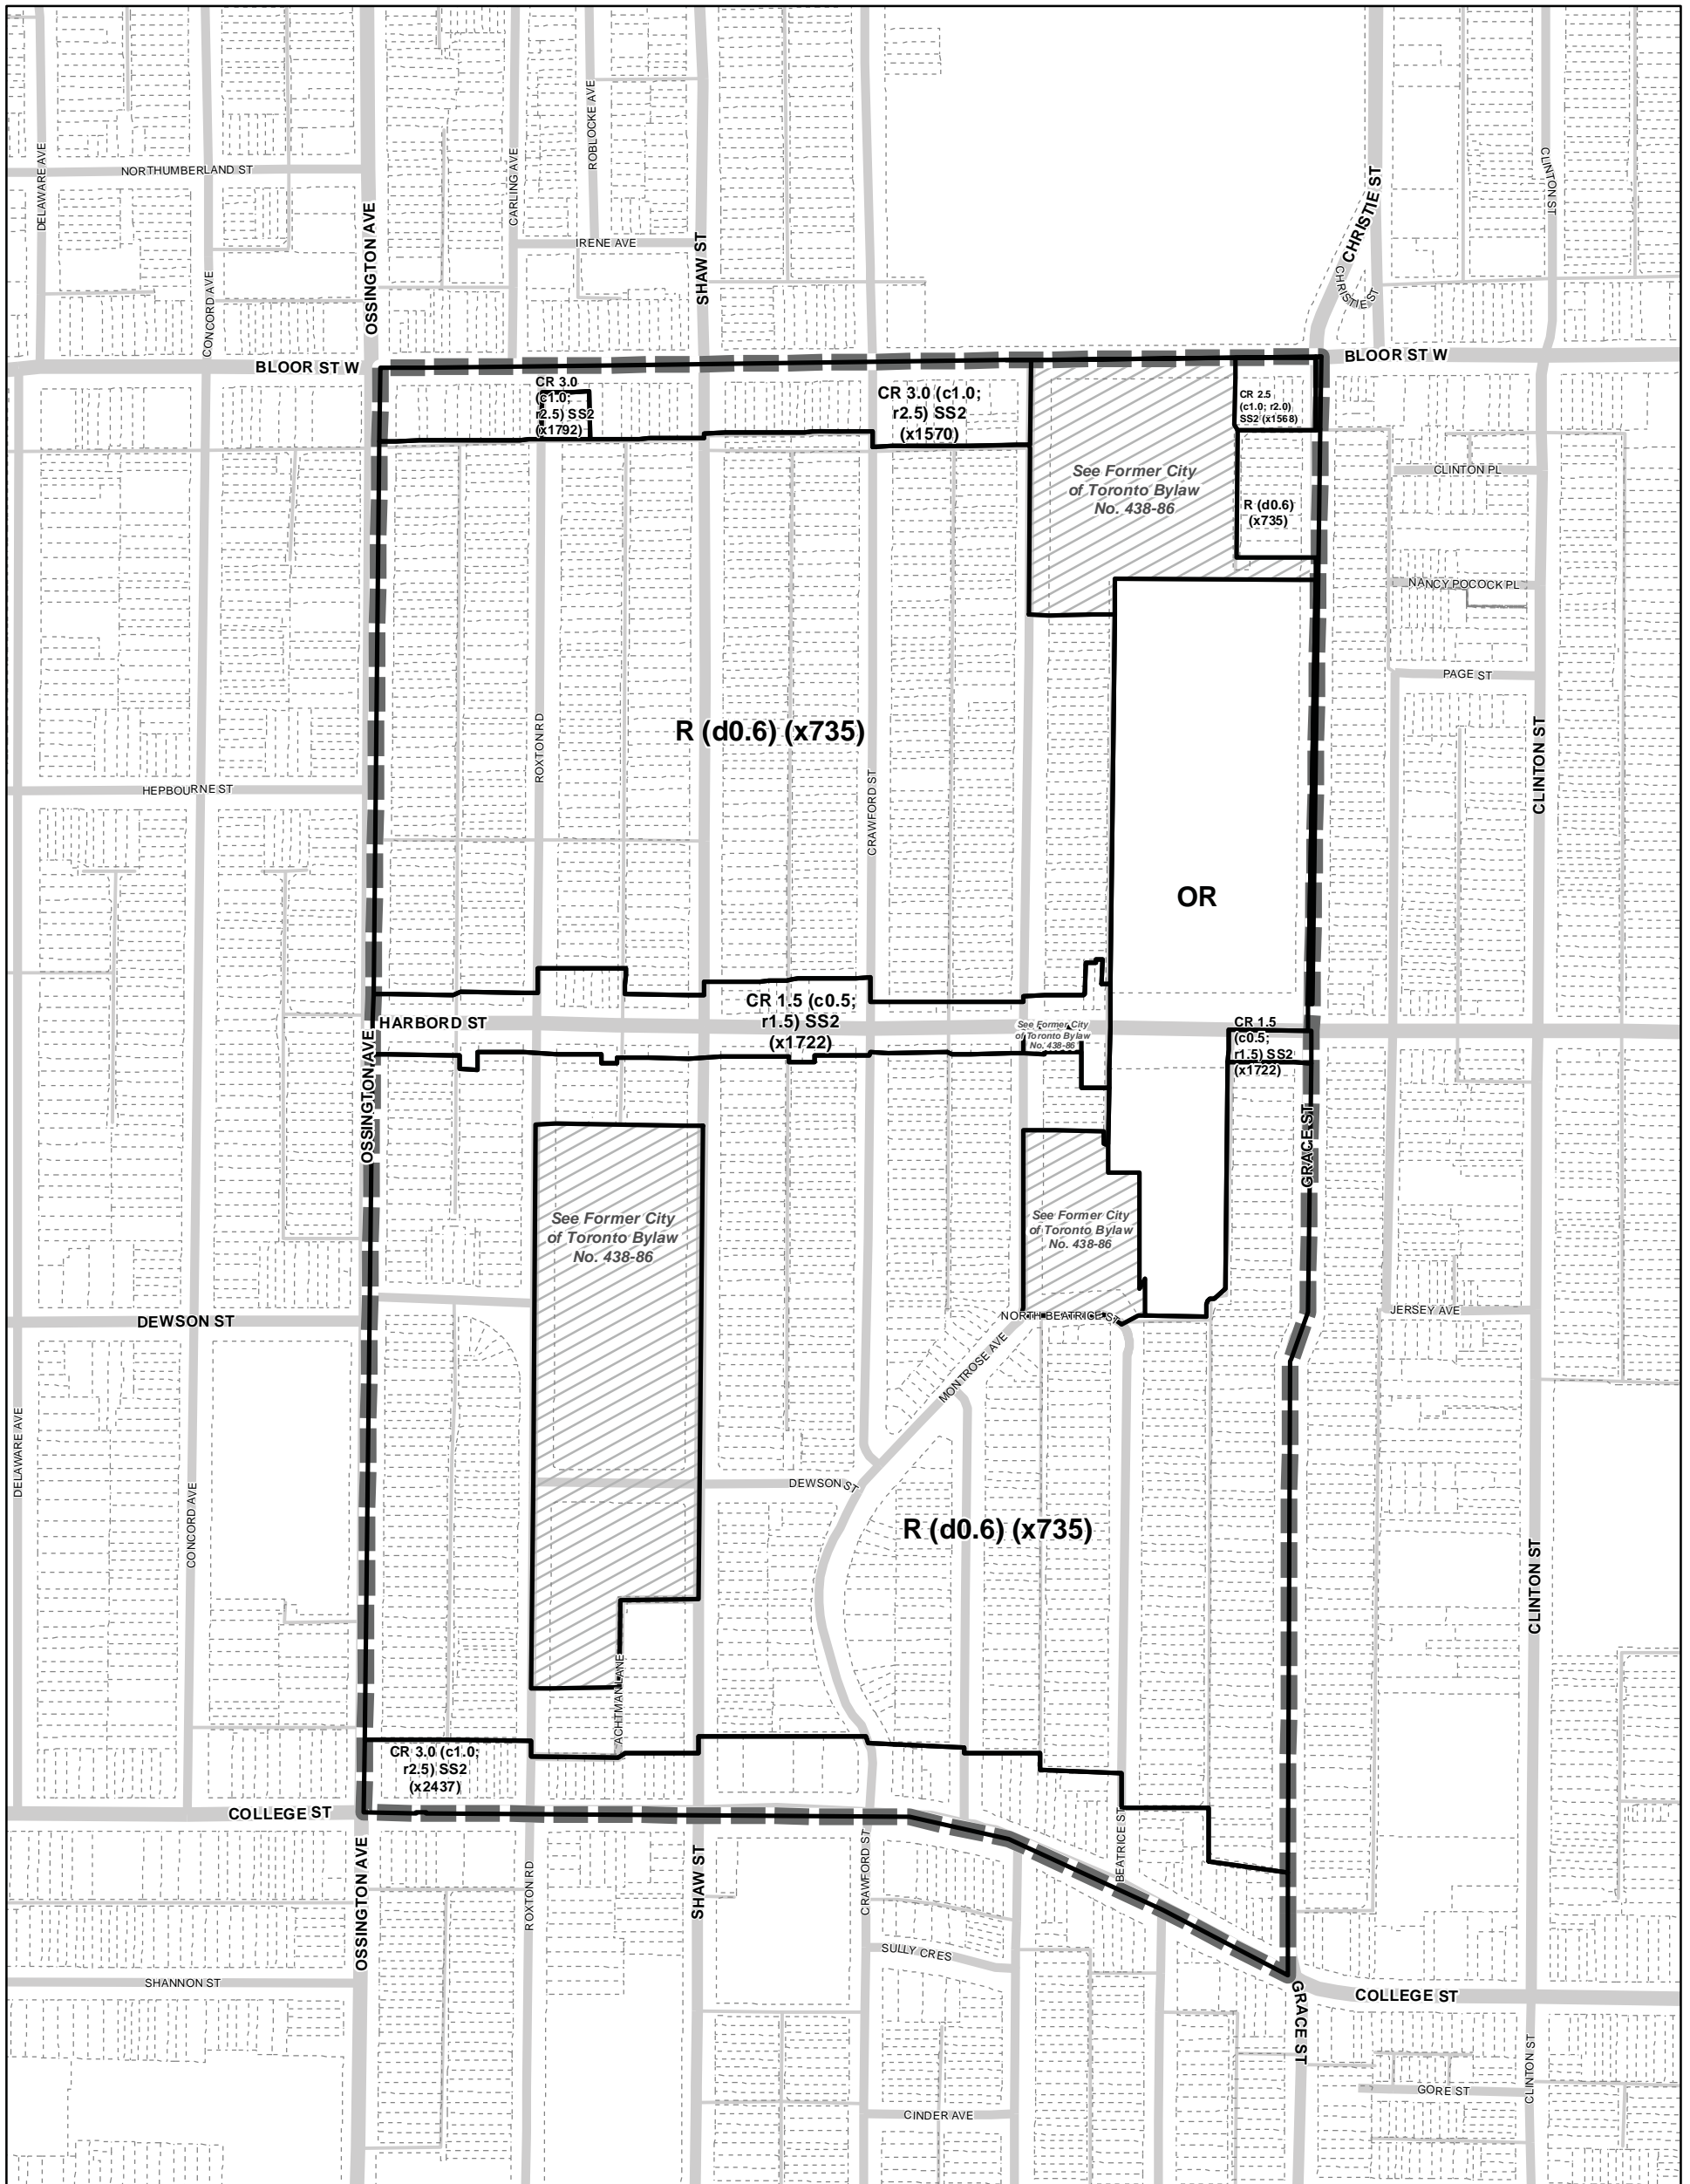 DELAWARE AVE
NORTHUMBERLAND ST
CONCORD AVE
OSSINGTON AVE
CARLING AVE
ROBLOCKE AVE
IRENE AVE
SHAW ST
CHRISTIE ST
CHRISTIE ST
CLINTON ST
BLOOR ST W
BLOOR ST W
CR 3.0
(c1.0;
r2.5) SS2
(x1792)
CR 3.0 (c1.0;
r2.5) SS2
(x1570)
CR 2.5
(c1.0; r2.0)
SS2 (x1568)
See Former City
of Toronto Bylaw
No. 438-86
R (d0.6)
(x735)
CLINTON PL
NANCY POCOCK PL
PAGE ST
ROXTON RD
R (d0.6) (x735)
CRAWFORD ST
CLINTON ST
HEPBOURNE ST
OR
HARBORD ST
CR 1.5 (c0.5;
r1.5) SS2
(x1722)
See Former City
of Toronto Bylaw
No. 438-86
CR 1.5
(c0.5;
r1.5) SS2
(x1722)
OSSINGTON AVE
GRACE ST
See Former City
of Toronto Bylaw
No. 438-86
See Former City
of Toronto Bylaw
No. 438-86
NORTH BEATRICE ST
JERSEY AVE
DEWSON ST
MONTROSE AVE
DELAWARE AVE
CONCORD AVE
DEWSON ST
R (d0.6) (x735)
CLINTON ST
ACHTMAN LANE
CR 3.0 (c1.0;
r2.5) SS2
(x2437)
COLLEGE ST
OSSINGTON AVE
ROXTON RD
SHAW ST
CRAWFORD ST
BEATRICE ST
SULLY CRES
SHANNON ST
GRACE ST
COLLEGE ST
CLINTON ST
GORE ST
CINDER AVE